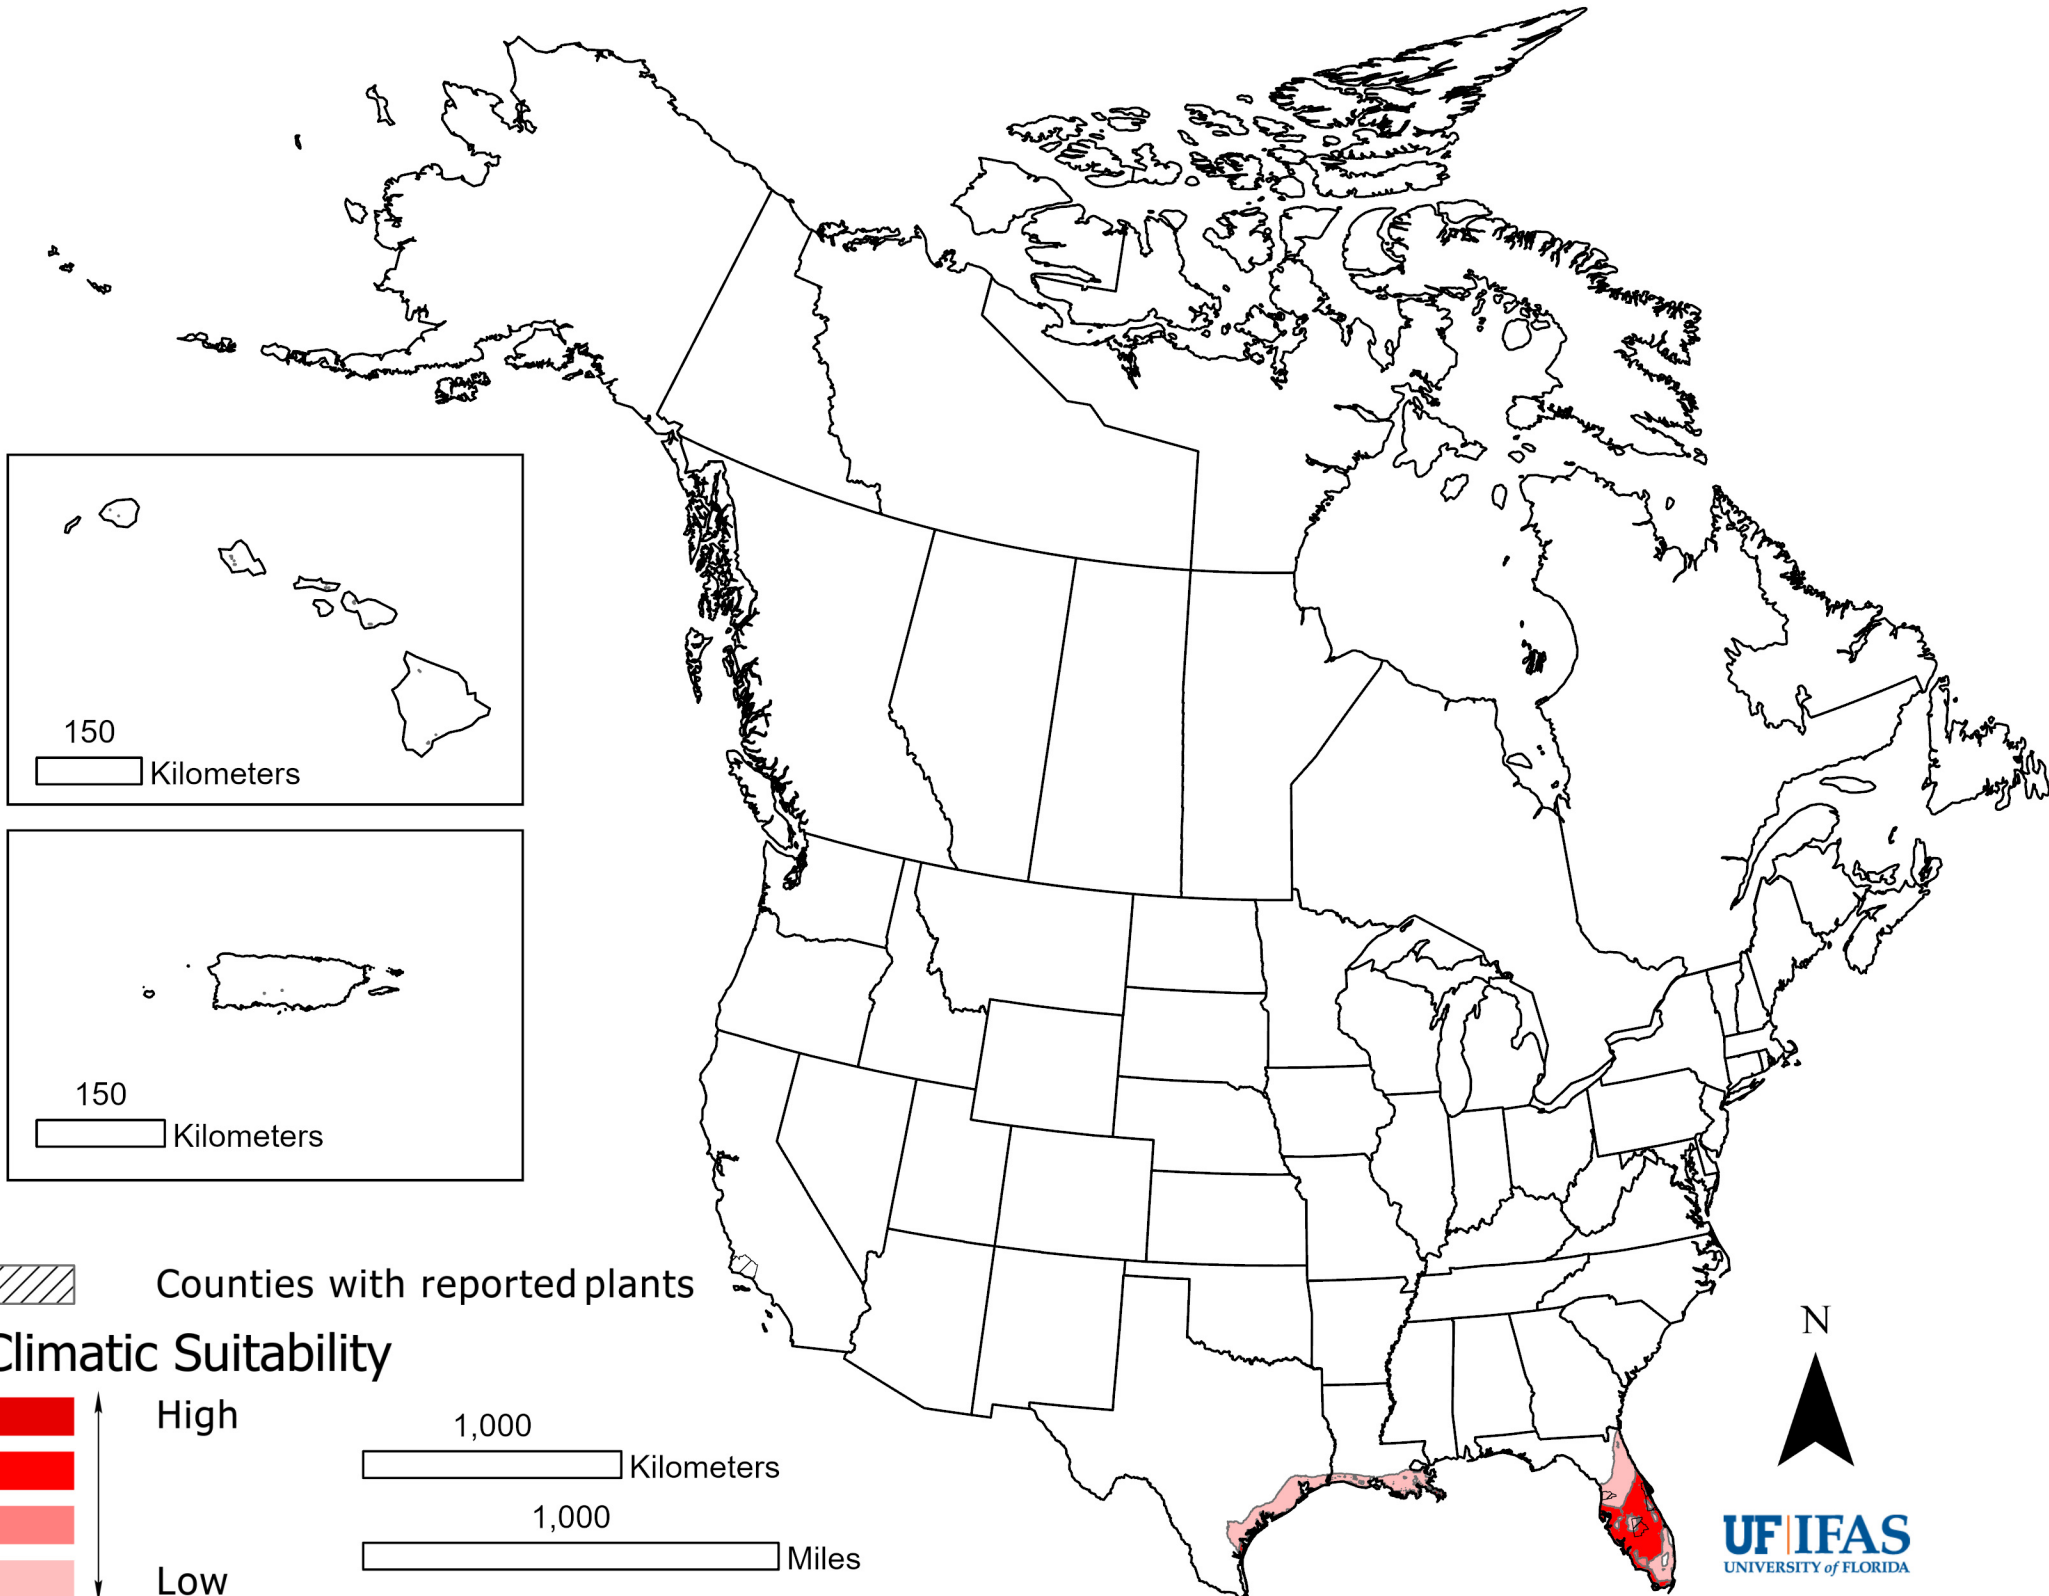 150
Kilometers
150
Kilometers
Counties with reported plants
Climatic Suitability
High
Low
1,000
Kilometers
1,000
Miles
N
UF|IFAS
UNIVERSITY of FLORIDA